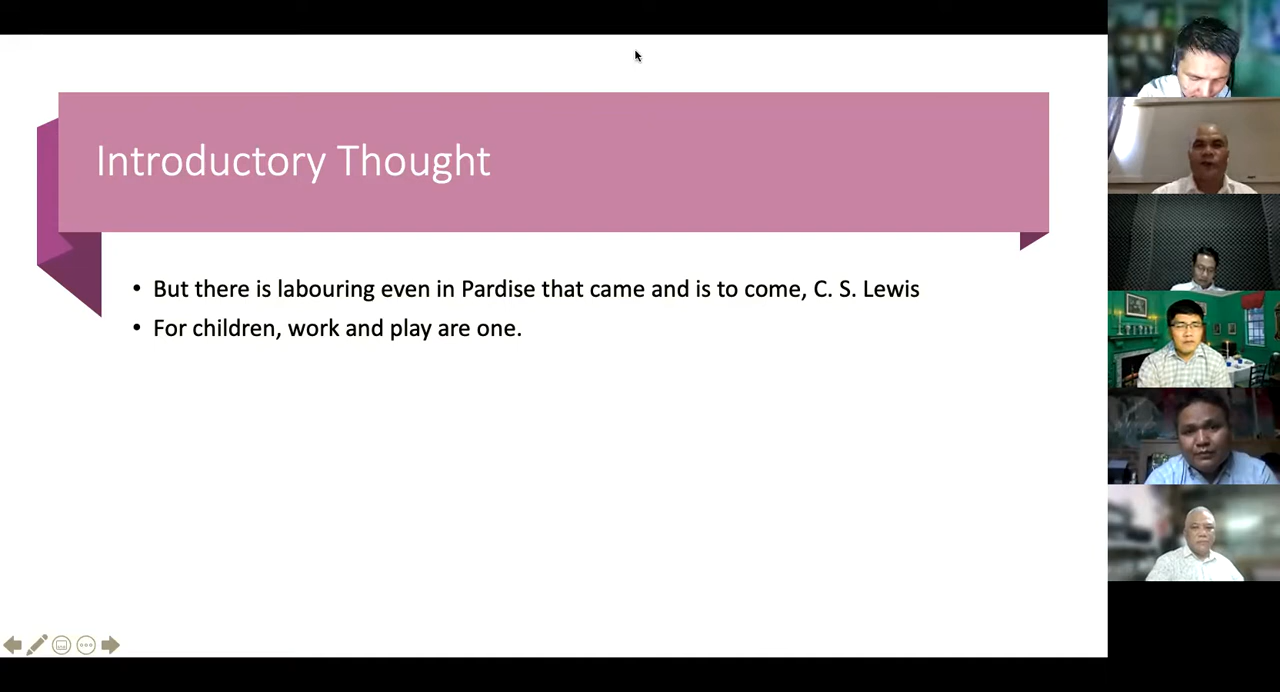 Introductory Thought
• But there is labouring even in Pardise that came and is to come, C. S. Lewis
• For children, work and play are one.